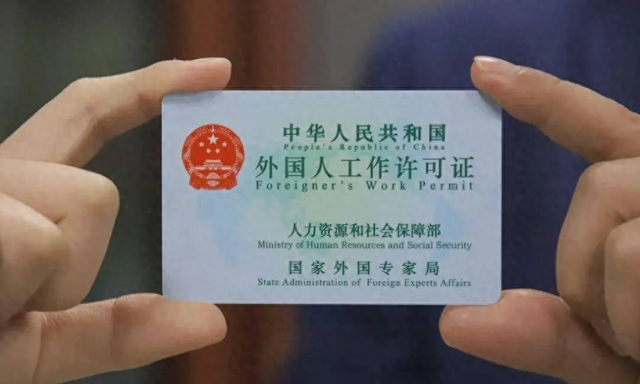 中华人民共和国
People's Republic of China
外国人工作许可证
Foreigner's Work Permit
人力资源和社会保障部
Ministry of Human Resources and Social Security
国家外国专家局
State Administration of Foreign Experts Affairs